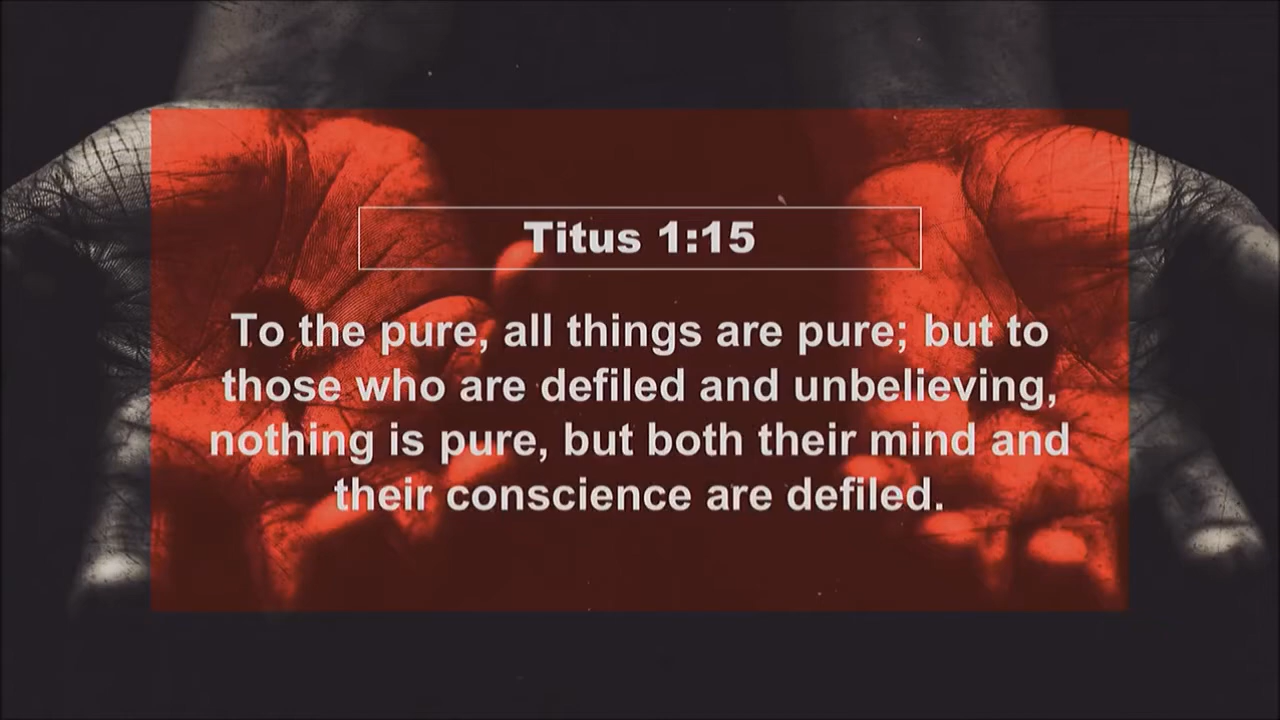 Titus 1:15
To the pure, all things are pure; but to
those who are defiled and unbelieving,
nothing is pure, but both their mind and
their conscience are defiled.